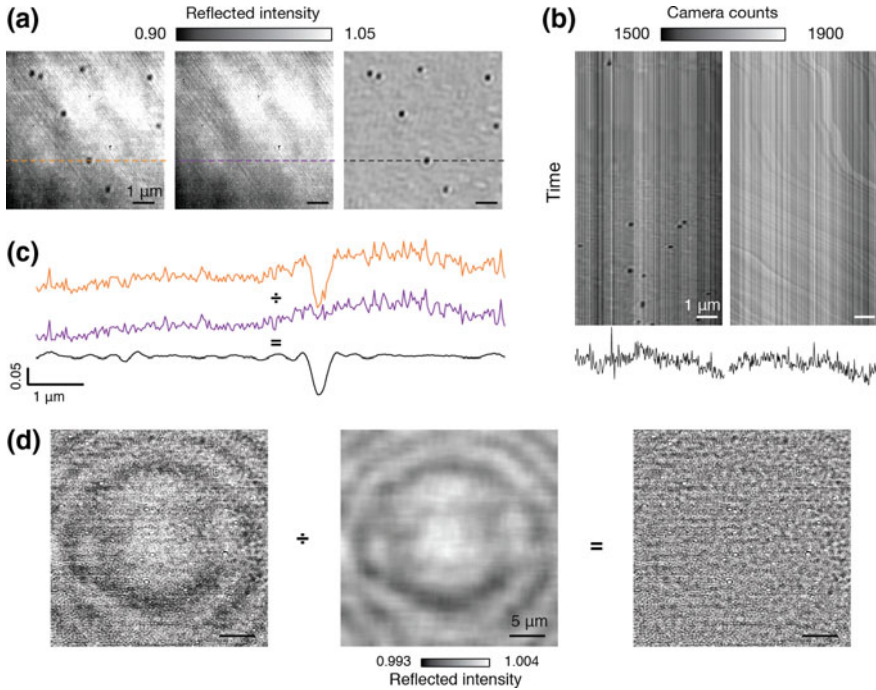 (a)
Reflected intensity
0.90
1.05
1 μm
(b)
Camera counts
1500
1900
Time
1 μm
(c)
÷
=
0.05
1 μm
(d)
÷
=
5 μm
0.993
1.004
Reflected intensity